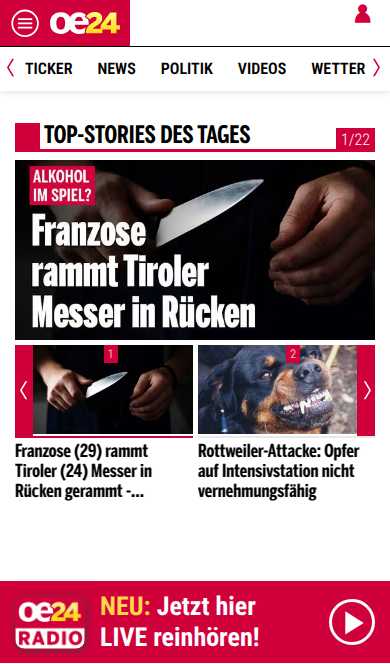 oe24
TICKER NEWS POLITIK VIDEOS WETTER
TOP-STORIES DES TAGES
1/22
ALKOHOL
IM SPIEL?
Franzose
rammt Tiroler
Messer in Rücken
1
2
Franzose (29) rammt
Tiroler (24) Messer in
Rücken gerammt -...
Rottweiler-Attacke: Opfer
auf Intensivstation nicht
vernehmungsfähig
oe24
RADIO
NEU: Jetzt hier
LIVE reinhören!